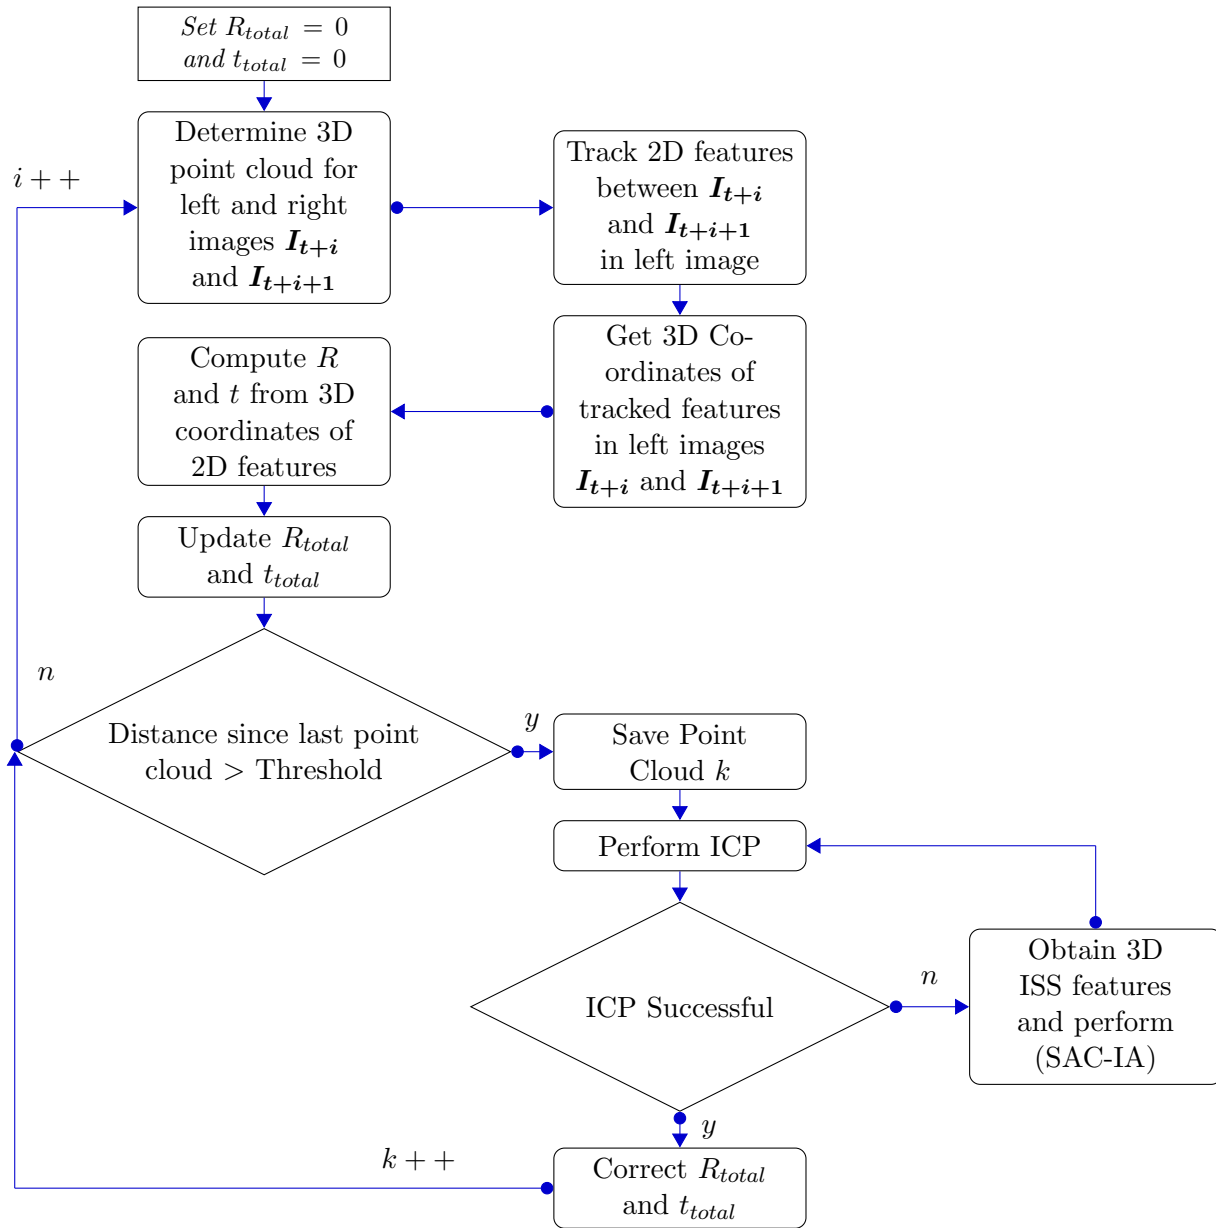 Set R_total = 0
and t_total = 0
Determine 3D
point cloud for
left and right
images I_t+i
and I_t+i+1
i + +
Track 2D features
between I_t+i
and I_t+i+1
in left image
Get 3D Co-
ordinates of
tracked features
in left images
I_t+i and I_t+i+1
Compute R
and t from 3D
coordinates of
2D features
Update R_total
and t_total
n
Distance since last point
cloud > Threshold
y
Save Point
Cloud k
Perform ICP
ICP Successful
n
Obtain 3D
ISS features
and perform
(SAC-IA)
y
k + +
Correct R_total
and t_total